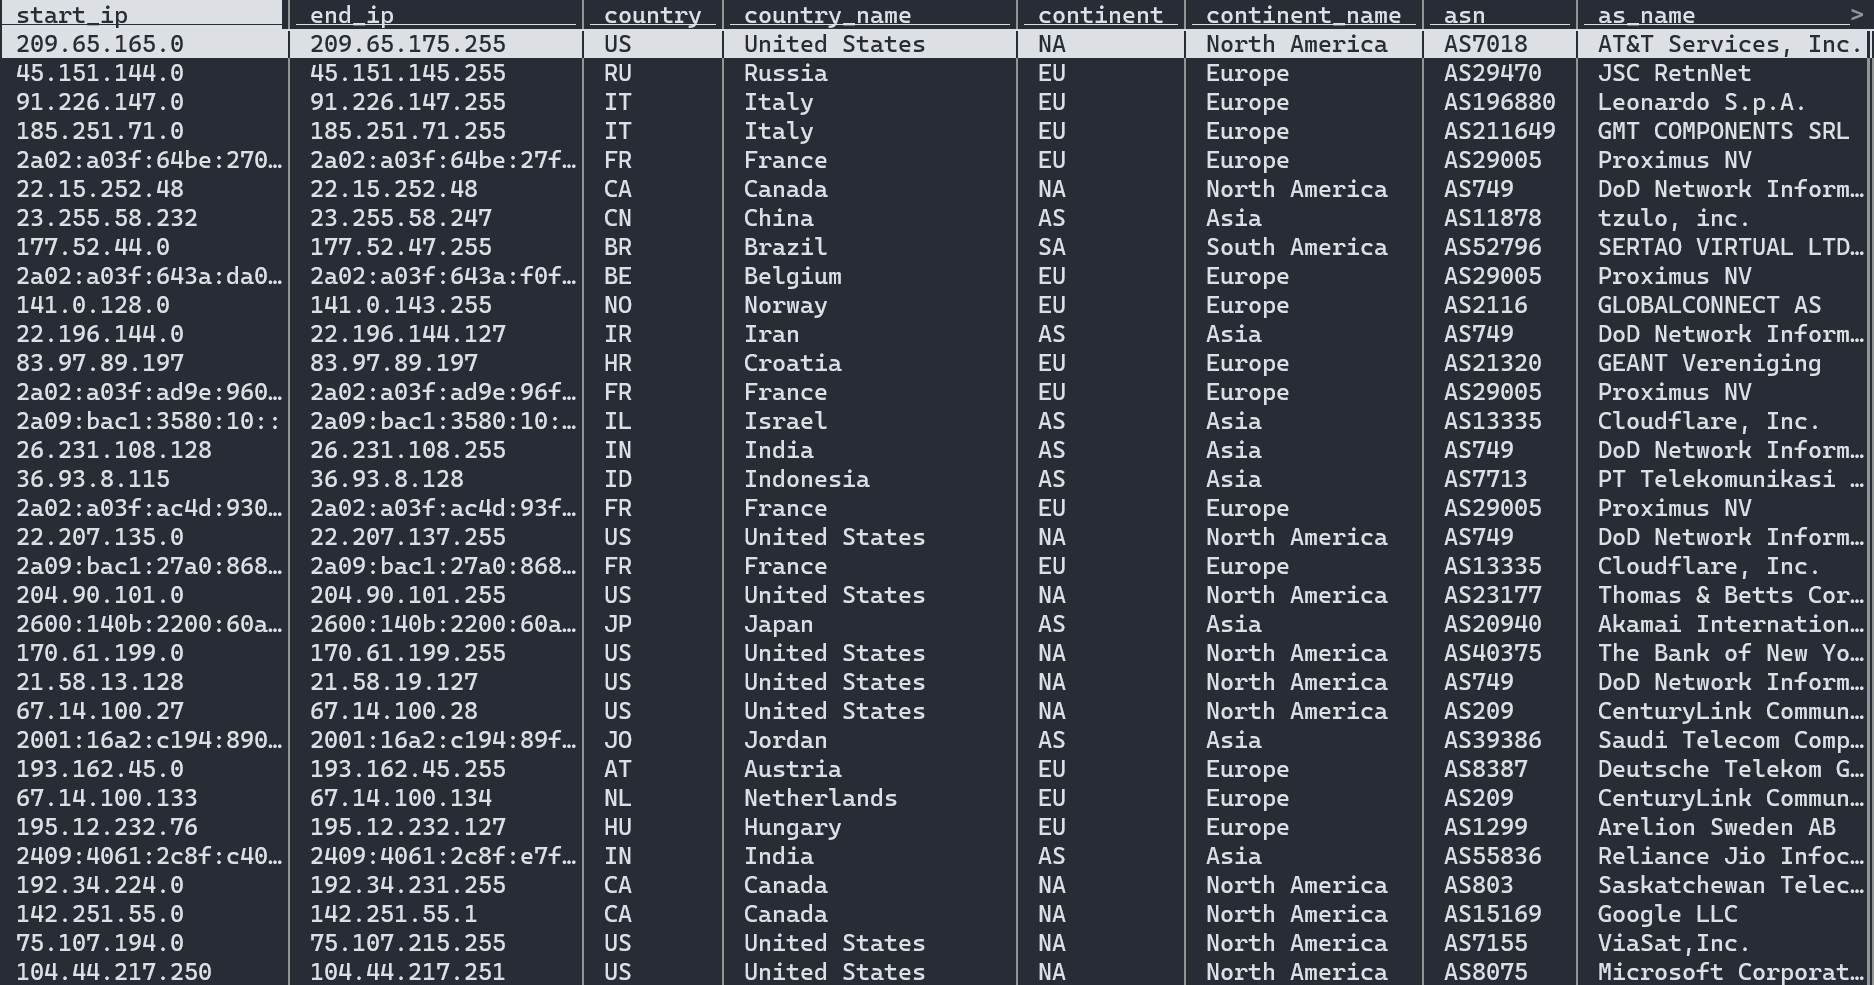 start_ip end_ip country country_name continent continent_name asn as_name >
209.65.165.0 209.65.175.255 US United States NA North America AS7018 AT&T Services, Inc.
45.151.144.0 45.151.145.255 RU Russia EU Europe AS29470 JSC RetnNet
91.226.147.0 91.226.147.255 IT Italy EU Europe AS196880 Leonardo S.p.A.
185.251.71.0 185.251.71.255 IT Italy EU Europe AS211649 GMT COMPONENTS SRL
2a02:a03f:64be:270… 2a02:a03f:64be:27f… FR France EU Europe AS29005 Proximus NV
22.15.252.48 22.15.252.48 CA Canada NA North America AS749 DoD Network Inform…
23.255.58.232 23.255.58.247 CN China AS Asia AS11878 tzulo, inc.
177.52.44.0 177.52.47.255 BR Brazil SA South America AS52796 SERTAO VIRTUAL LTD…
2a02:a03f:643a:da0… 2a02:a03f:643a:f0f… BE Belgium EU Europe AS29005 Proximus NV
141.0.128.0 141.0.143.255 NO Norway EU Europe AS2116 GLOBALCONNECT AS
22.196.144.0 22.196.144.127 IR Iran AS Asia AS749 DoD Network Inform…
83.97.89.197 83.97.89.197 HR Croatia EU Europe AS21320 GEANT Vereniging
2a02:a03f:ad9e:960… 2a02:a03f:ad9e:96f… FR France EU Europe AS29005 Proximus NV
2a09:bac1:3580:10:: 2a09:bac1:3580:10:… IL Israel AS Asia AS13335 Cloudflare, Inc.
26.231.108.128 26.231.108.255 IN India AS Asia AS749 DoD Network Inform…
36.93.8.115 36.93.8.128 ID Indonesia AS Asia AS7713 PT Telekomunikasi …
2a02:a03f:ac4d:930… 2a02:a03f:ac4d:93f… FR France EU Europe AS29005 Proximus NV
22.207.135.0 22.207.137.255 US United States NA North America AS749 DoD Network Inform…
2a09:bac1:27a0:868… 2a09:bac1:27a0:868… FR France EU Europe AS13335 Cloudflare, Inc.
204.90.101.0 204.90.101.255 US United States NA North America AS23177 Thomas & Betts Cor…
2600:140b:2200:60a… 2600:140b:2200:60a… JP Japan AS Asia AS20940 Akamai Internation…
170.61.199.0 170.61.199.255 US United States NA North America AS40375 The Bank of New Yo…
21.58.13.128 21.58.19.127 US United States NA North America AS749 DoD Network Inform…
67.14.100.27 67.14.100.28 US United States NA North America AS209 CenturyLink Commun…
2001:16a2:c194:890… 2001:16a2:c194:89f… JO Jordan AS Asia AS39386 Saudi Telecom Comp…
193.162.45.0 193.162.45.255 AT Austria EU Europe AS8387 Deutsche Telekom G…
67.14.100.133 67.14.100.134 NL Netherlands EU Europe AS209 CenturyLink Commun…
195.12.232.76 195.12.232.127 HU Hungary EU Europe AS1299 Arelion Sweden AB
2409:4061:2c8f:c40… 2409:4061:2c8f:e7f… IN India AS Asia AS55836 Reliance Jio Infoc…
192.34.224.0 192.34.231.255 CA Canada NA North America AS803 Saskatchewan Telec…
142.251.55.0 142.251.55.1 CA Canada NA North America AS15169 Google LLC
75.107.194.0 75.107.215.255 US United States NA North America AS7155 ViaSat,Inc.
104.44.217.250 104.44.217.251 US United States NA North America AS8075 Microsoft Corporat…